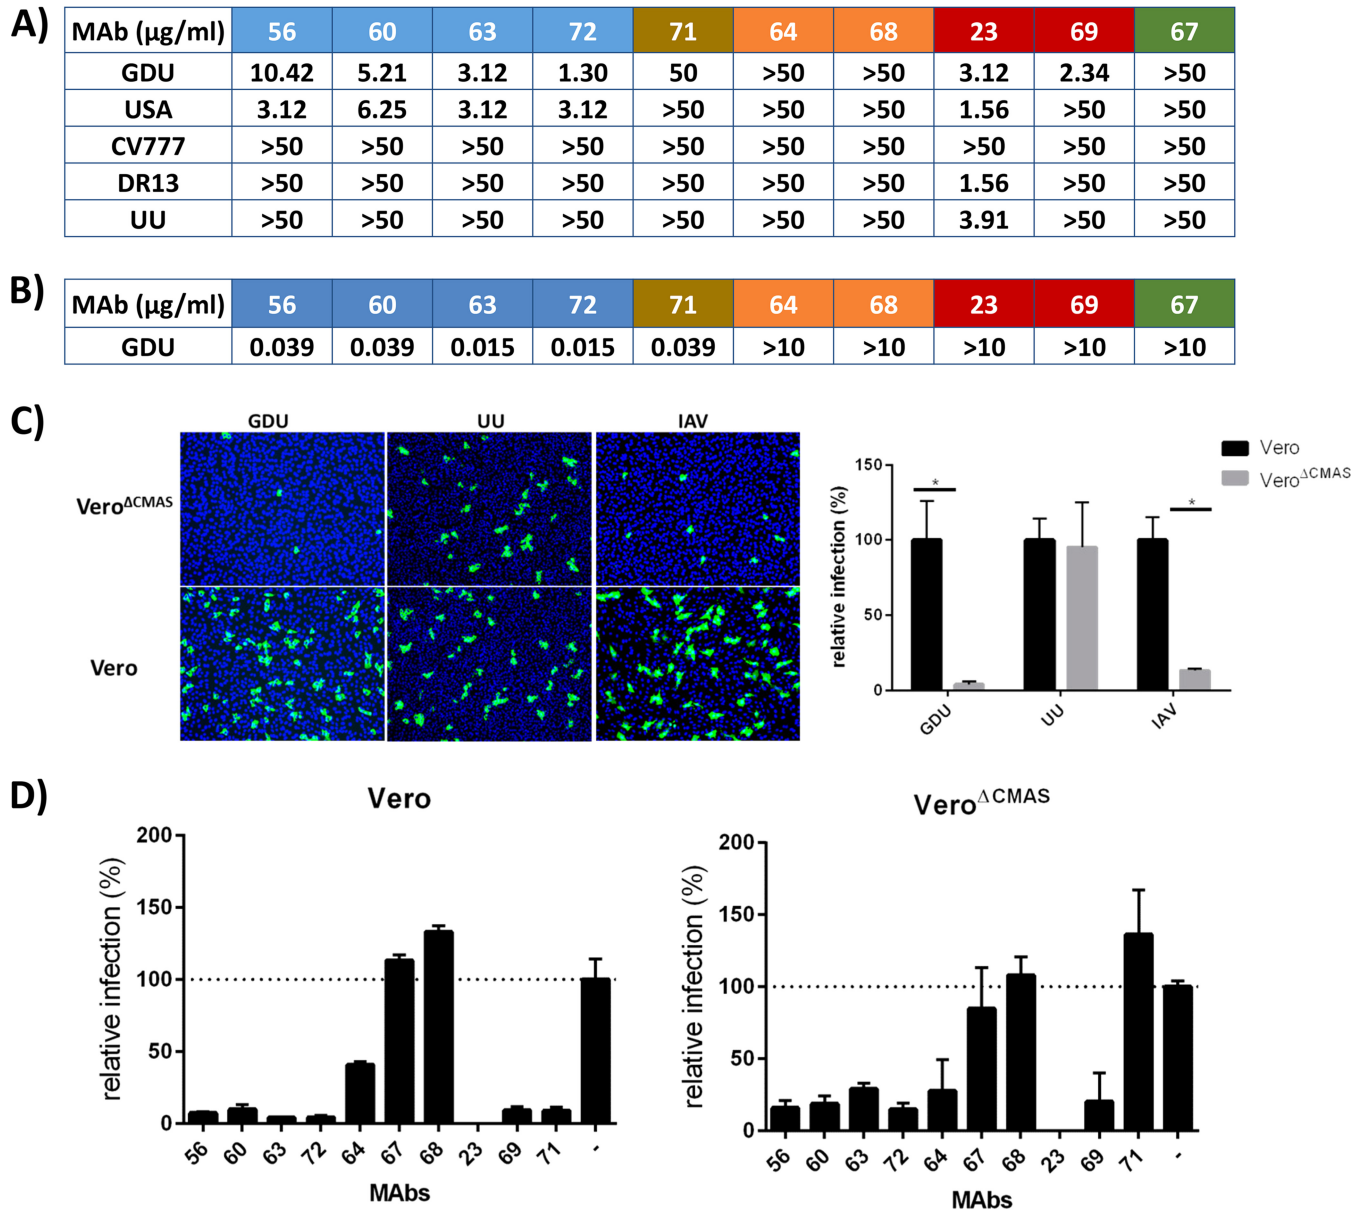 A)
MAb (µg/ml) 56 60 63 72 71 64 68 23 69 67
GDU 10.42 5.21 3.12 1.30 50 >50 >50 3.12 2.34 >50
USA 3.12 6.25 3.12 3.12 >50 >50 >50 1.56 >50 >50
CV777 >50 >50 >50 >50 >50 >50 >50 >50 >50 >50
DR13 >50 >50 >50 >50 >50 >50 >50 1.56 >50 >50
UU >50 >50 >50 >50 >50 >50 >50 3.91 >50 >50
B)
MAb (µg/ml) 56 60 63 72 71 64 68 23 69 67
GDU 0.039 0.039 0.015 0.015 0.039 >10 >10 >10 >10 >10
C)
GDU UU IAV
VeroΔCMAS
Vero
Vero
VeroΔCMAS
relative infection (%)
150
100
50
0
* *
GDU UU IAV
D)
Vero
relative infection (%)
200
150
100
50
0
56 60 63 72 64 67 68 23 69 71 -
MAbs
VeroΔCMAS
relative infection (%)
200
150
100
50
0
56 60 63 72 64 67 68 23 69 71 -
MAbs